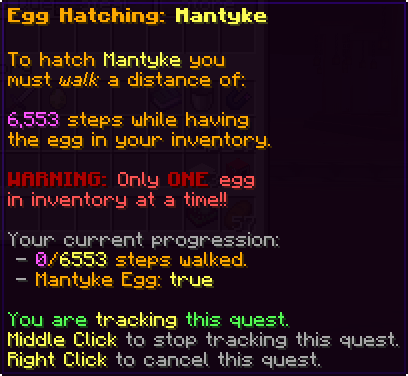 Egg Hatching: Mantyke
To hatch Mantyke you
must walk a distance of:
6,553 steps while having
the egg in your inventory.
WARNING: Only ONE egg
in inventory at a time!!
Your current progression:
- 0/6553 steps walked.
- Mantyke Egg: true
You are tracking this quest.
Middle Click to stop tracking this quest.
Right Click to cancel this quest.